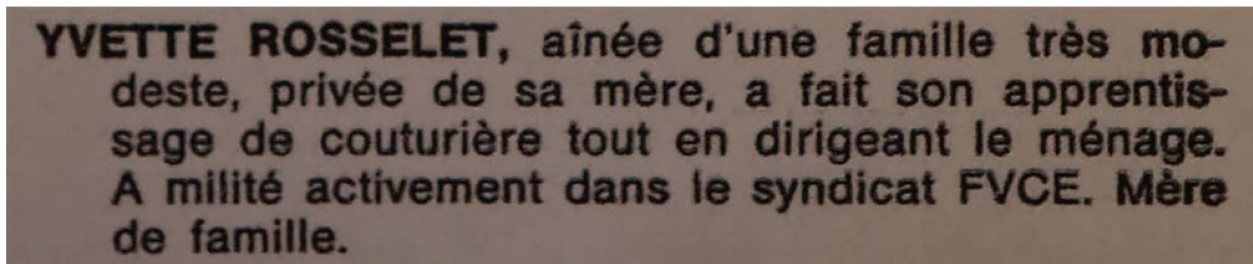 YVETTE ROSSELET, aînée d'une famille très mo-
deste, privée de sa mère, a fait son apprentis-
sage de couturière tout en dirigeant le ménage.
A milité activement dans le syndicat FVCE. Mère
de famille.